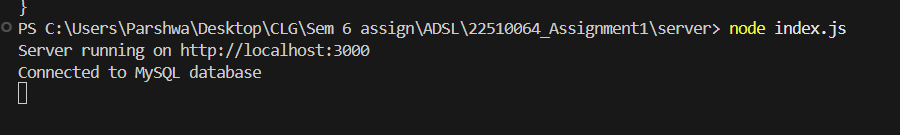 }
PS C:\Users\Parshwa\Desktop\CLG\Sem 6 assign\ADSL\22510064_Assignment1\server> node index.js
Server running on http://localhost:3000
Connected to MySQL database